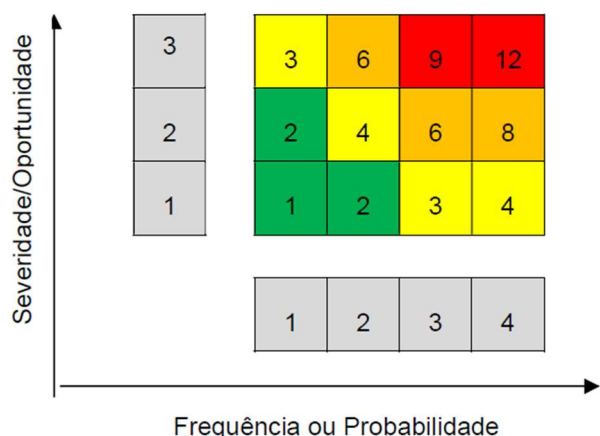 Severidade/Oportunidade
3 3 6 9 12
2 2 4 6 8
1 1 2 3 4
1 2 3 4
Frequência ou Probabilidade